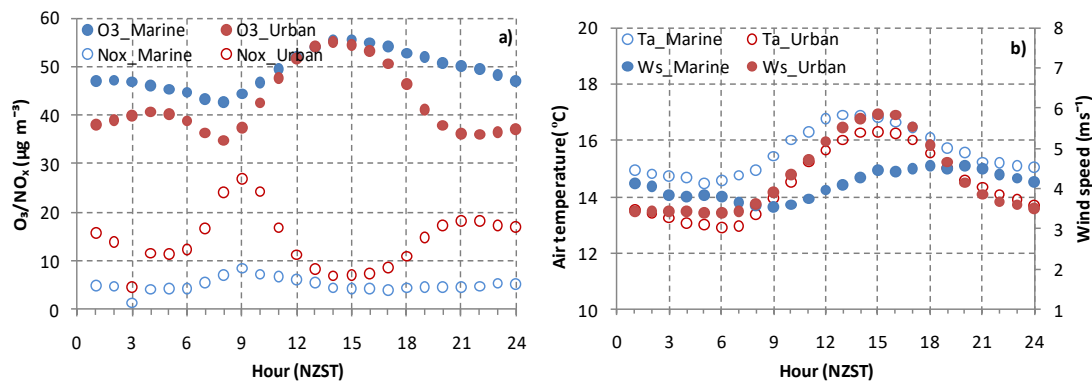 O3_Marine O3_Urban a)
Nox_Marine Nox_Urban
60
50
40
30
20
10
0
O₃/NOₓ (µg m⁻³)
0 3 6 9 12 15 18 21 24
Hour (NZST)
Ta_Marine Ta_Urban b)
Ws_Marine Ws_Urban
20
18
16
14
12
10
Air temperature( °C)
8
7
6
5
4
3
2
1
Wind speed (ms⁻¹)
0 3 6 9 12 15 18 21 24
Hour (NZST)